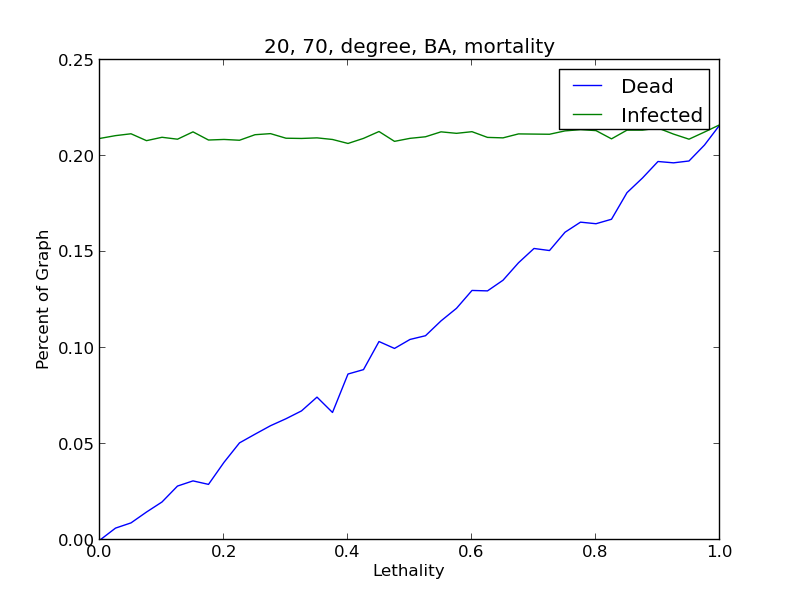 20, 70, degree, BA, mortality
Dead
Infected
0.25
0.20
0.15
0.10
0.05
0.00
Percent of Graph
0.0 0.2 0.4 0.6 0.8 1.0
Lethality